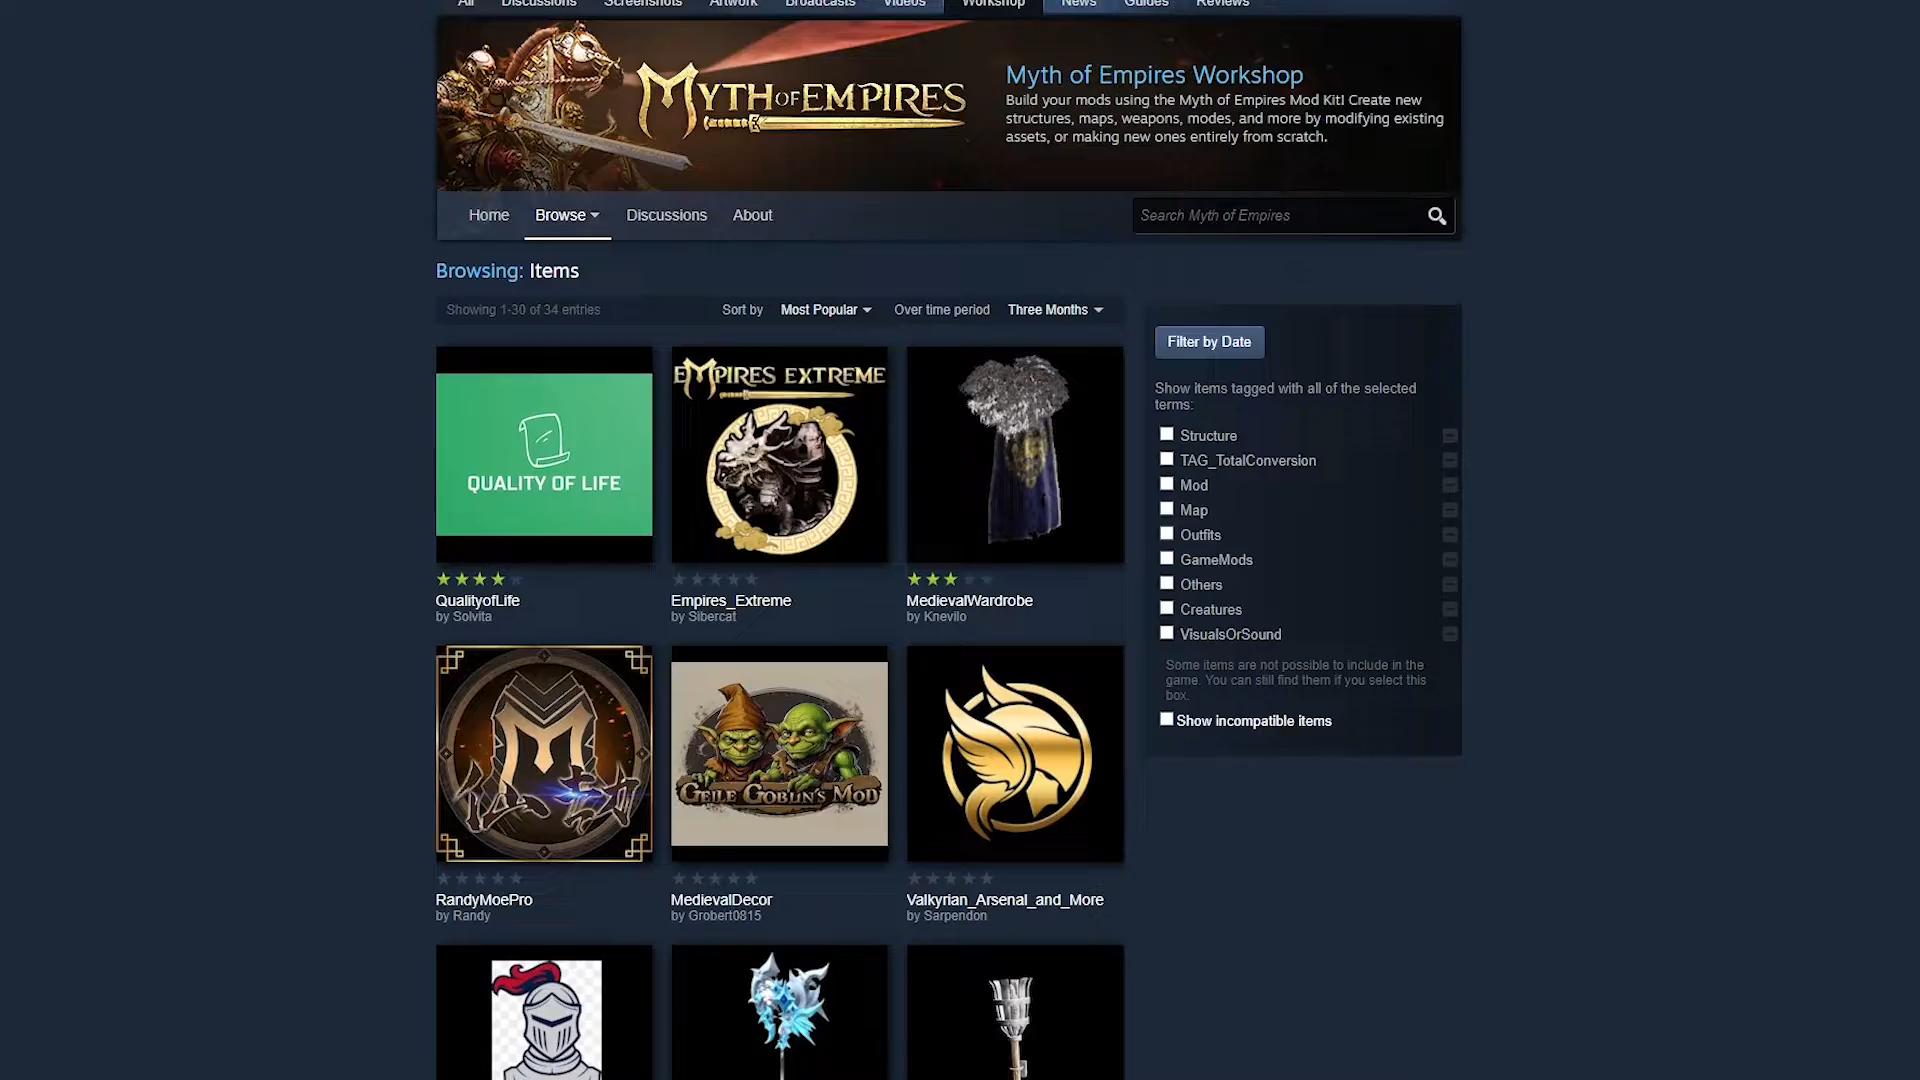 All Discussions Screenshots Artwork Broadcasts Videos Workshop News Guides Reviews
MYTH OF EMPIRES
Myth of Empires Workshop
Build your mods using the Myth of Empires Mod Kit! Create new
structures, maps, weapons, modes, and more by modifying existing
assets, or making new ones entirely from scratch.
Home Browse Discussions About
Search Myth of Empires
Browsing: Items
Showing 1-30 of 34 entries
Sort by Most Popular Over time period Three Months
Filter by Date
Show items tagged with all of the selected
terms:
Structure
TAG_TotalConversion
Mod
Map
Outfits
GameMods
Others
Creatures
VisualsOrSound
Some items are not possible to include in the
game. You can still find them if you select this
box.
Show incompatible items
QUALITY OF LIFE
EMPIRES EXTREME
QualityofLife
by Solvita
Empires_Extreme
by Sibercat
MedievalWardrobe
by Knevilo
GEILE GOBLIN'S MOD
RandyMoePro
by Randy
MedievalDecor
by Grobert0815
Valkyrian_Arsenal_and_More
by Sarpendon